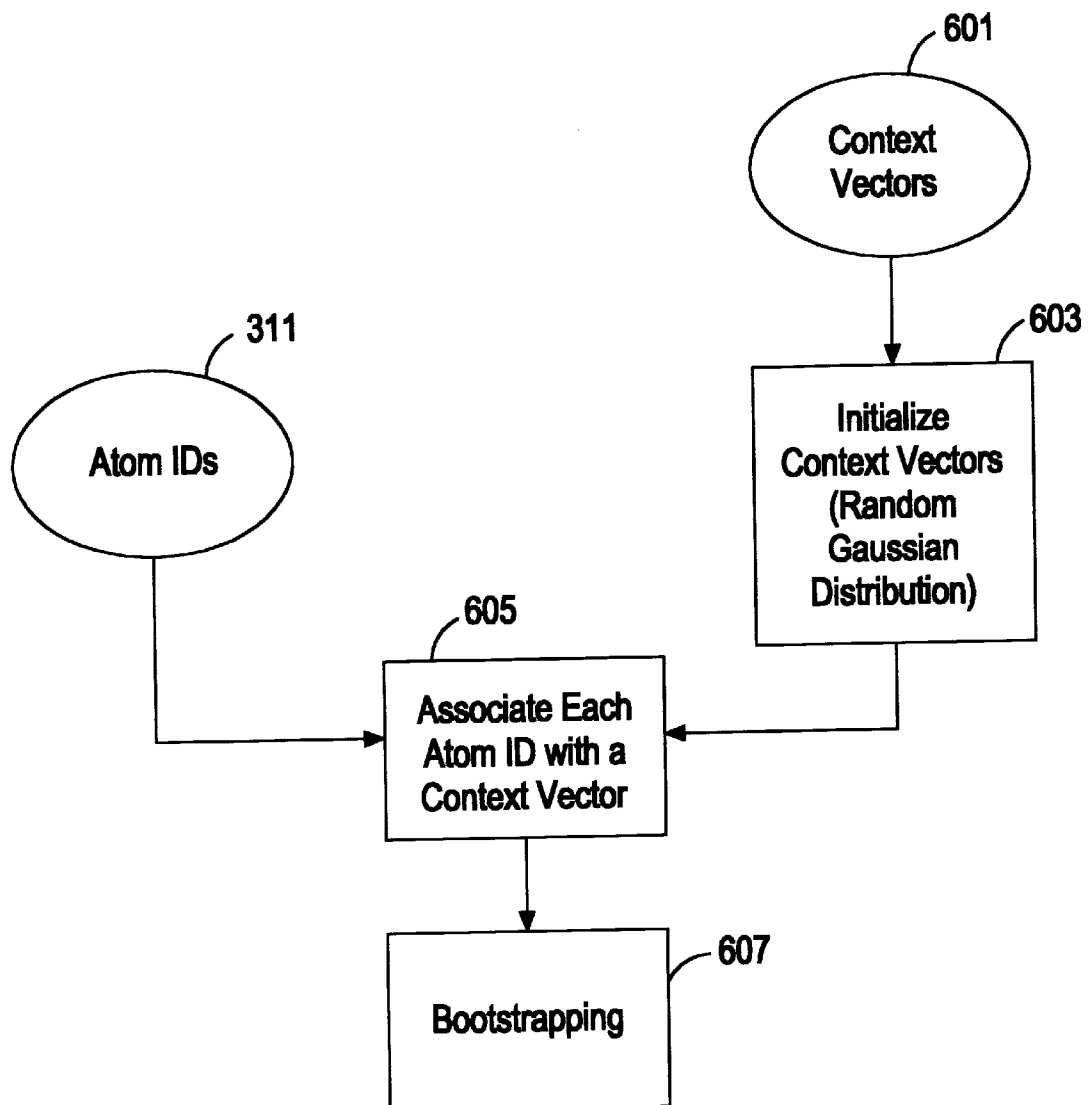 601
Context
Vectors
311
603
Atom IDs
Initialize
Context Vectors
(Random
Gaussian
Distribution)
605
Associate Each
Atom ID with a
Context Vector
607
Bootstrapping